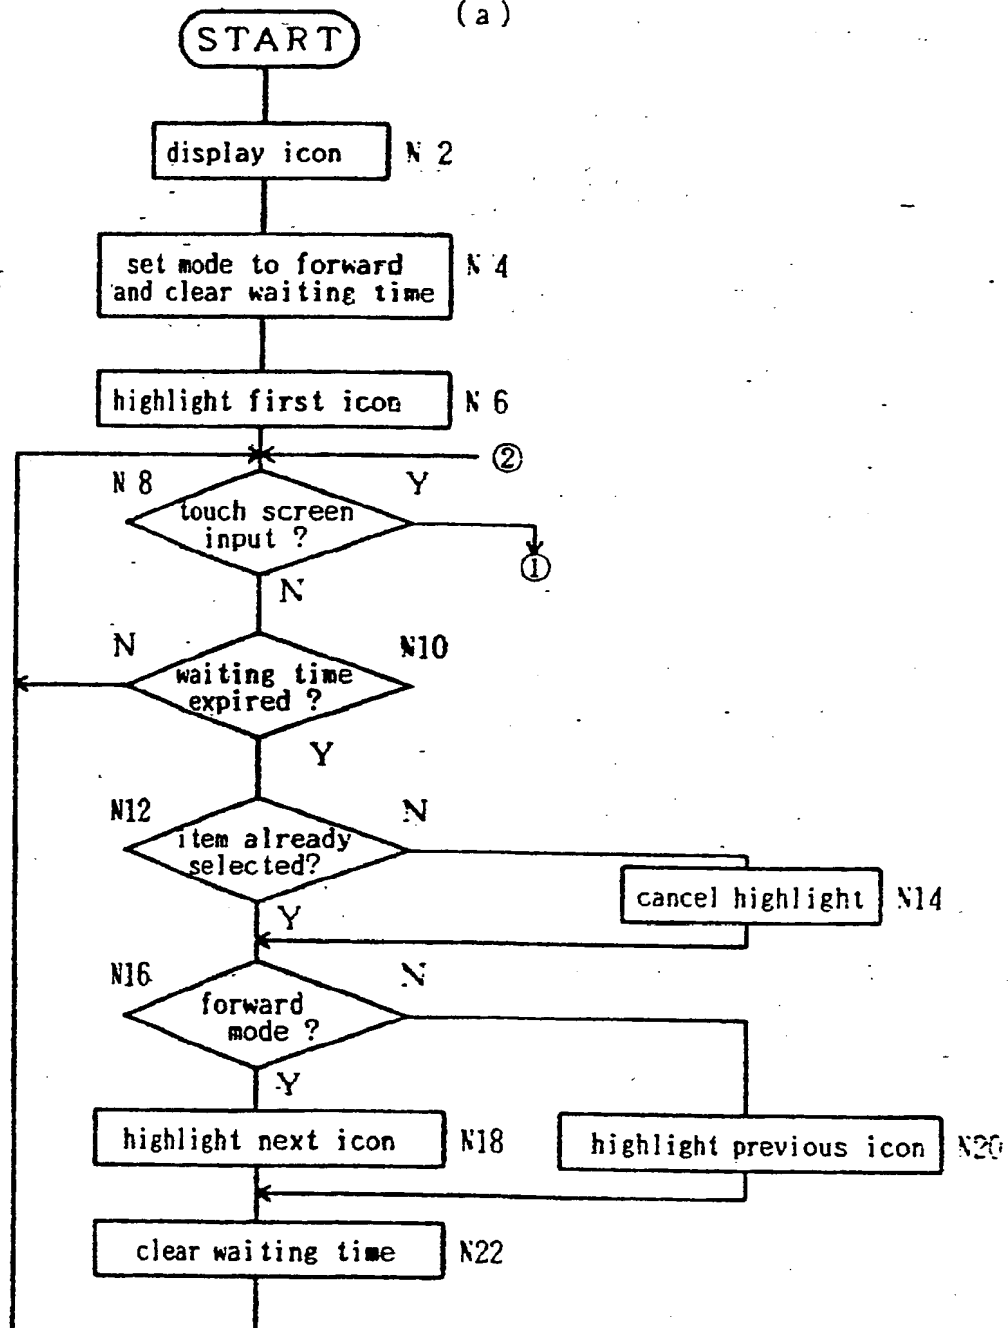 (a)
START
display icon
N 2
set mode to forward
and clear waiting time
N 4
highlight first icon
N 6
②
N 8
Y
touch screen
input ?
①
N
N
N10
waiting time
expired ?
Y
N12
N
item already
selected?
cancel highlight
N14
Y
N16
N
forward
mode ?
Y
highlight next icon
N18
highlight previous icon
N20
clear waiting time
N22